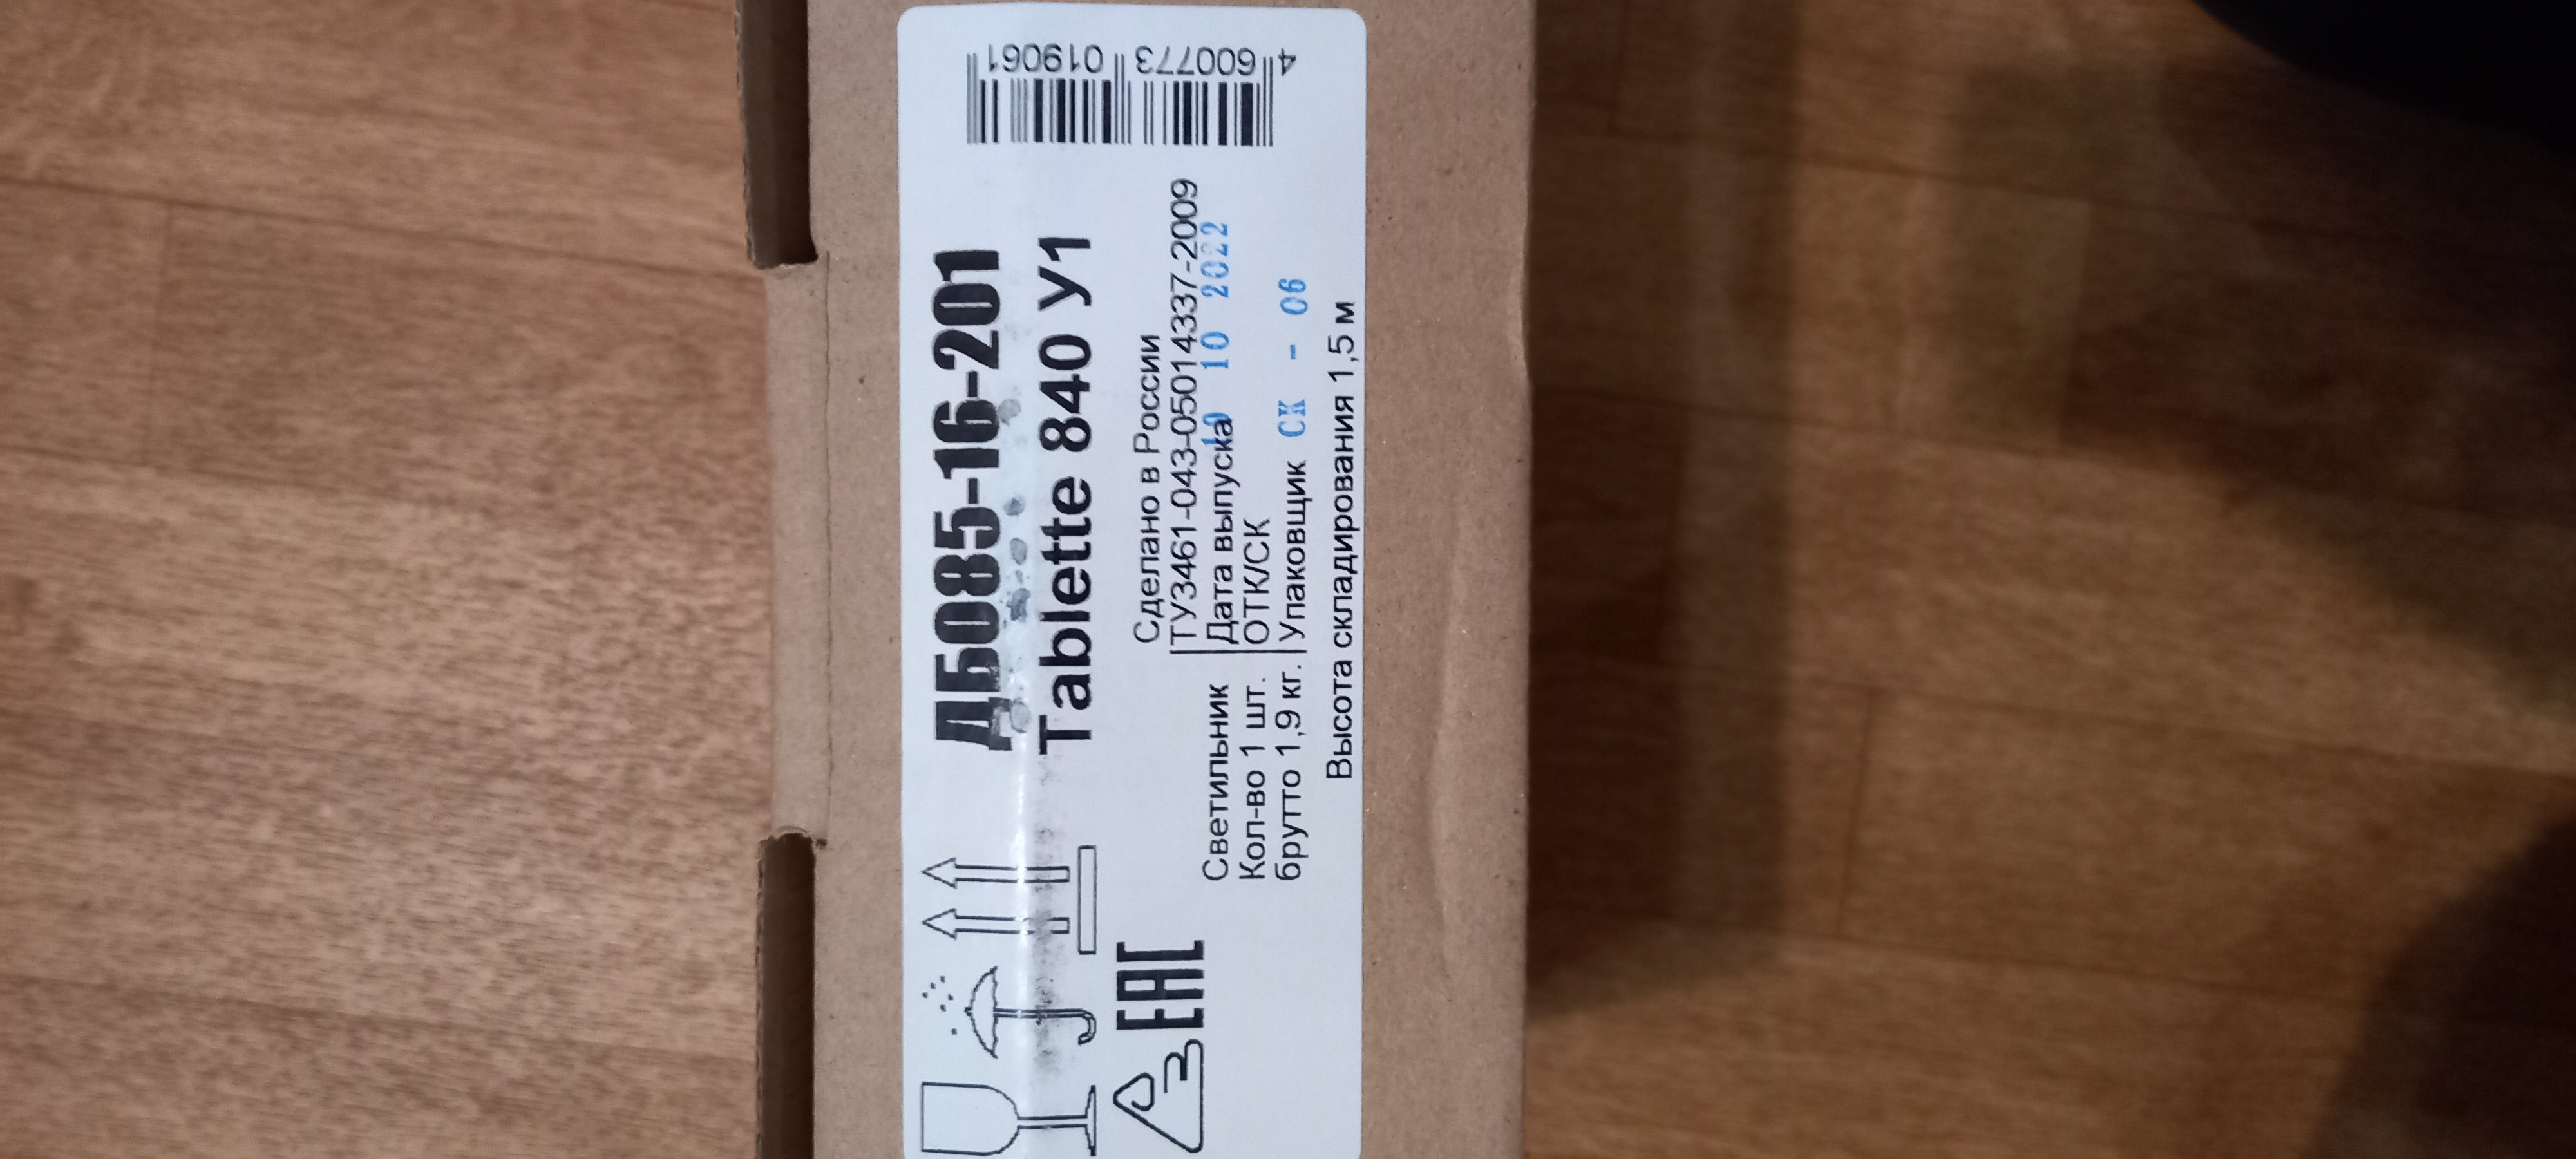 ДБО85-16-201
Tablette 840 У1
Сделано в России
ТУ3461-043-05014337-2009
Светильник
Дата выпуска 10 10 2022
Кол-во 1 шт.
ОТК/СК
брутто 1,9 кг.
Упаковщик СК - 06
Высота складирования 1,5 м
EAC
4 600773 019061